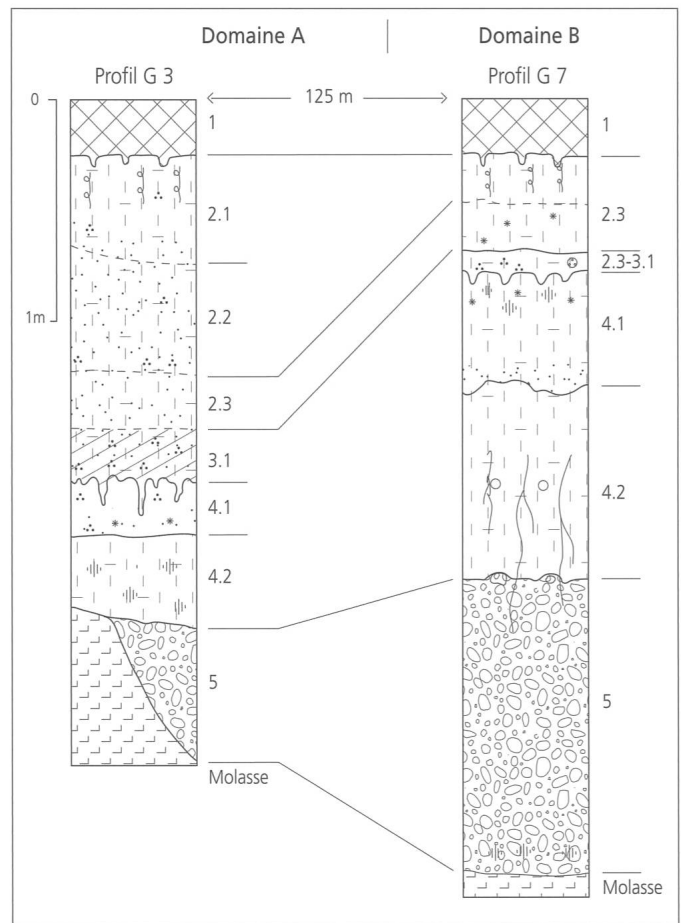 Domaine A
Domaine B
Profil G 3
Profil G 7
125 m
0
1m
1
2.1
2.2
2.3
3.1
4.1
4.2
5
Molasse
1
2.3
2.3-3.1
4.1
4.2
5
Molasse